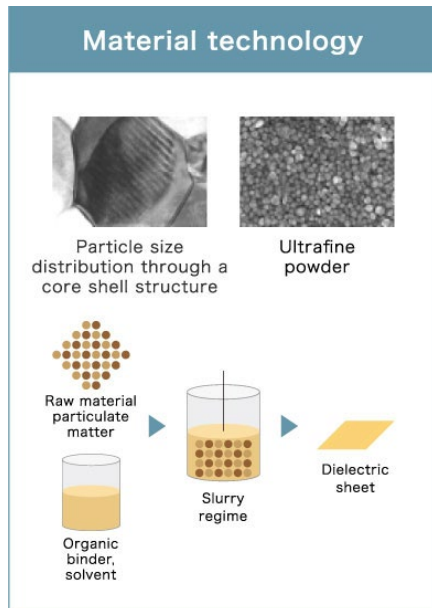 Material technology
Particle size
distribution through a
core shell structure
Ultrafine
powder
Raw material
particulate
matter
Organic
binder,
solvent
Slurry
regime
Dielectric
sheet